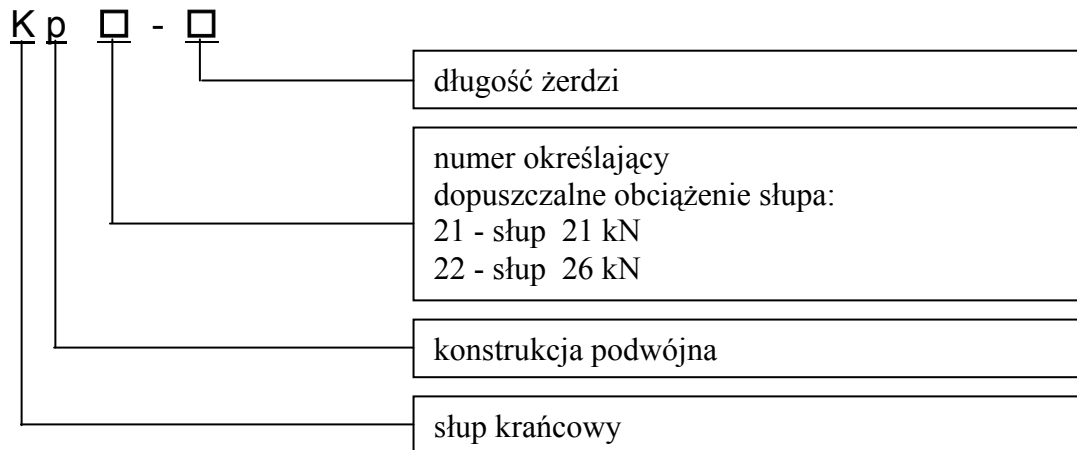 K p □ - □
długość żerdzi
numer określający
dopuszczalne obciążenie słupa:
21 - słup 21 kN
22 - słup 26 kN
konstrukcja podwójna
słup krańcowy